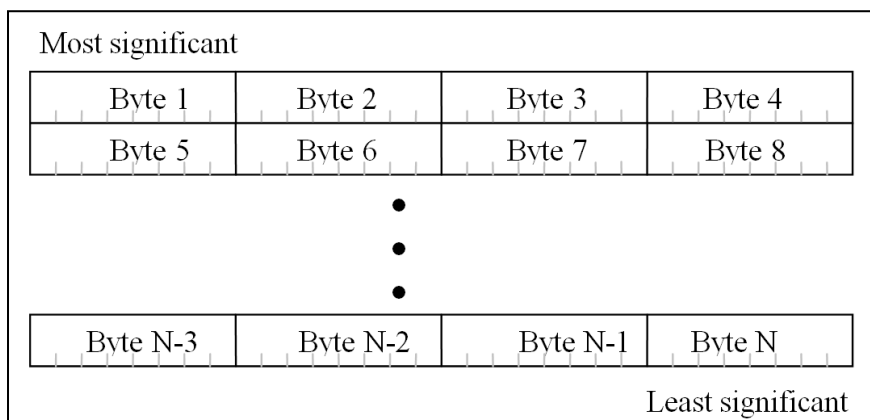 Most significant
Byte 1 Byte 2 Byte 3 Byte 4
Byte 5 Byte 6 Byte 7 Byte 8
Byte N-3 Byte N-2 Byte N-1 Byte N
Least significant